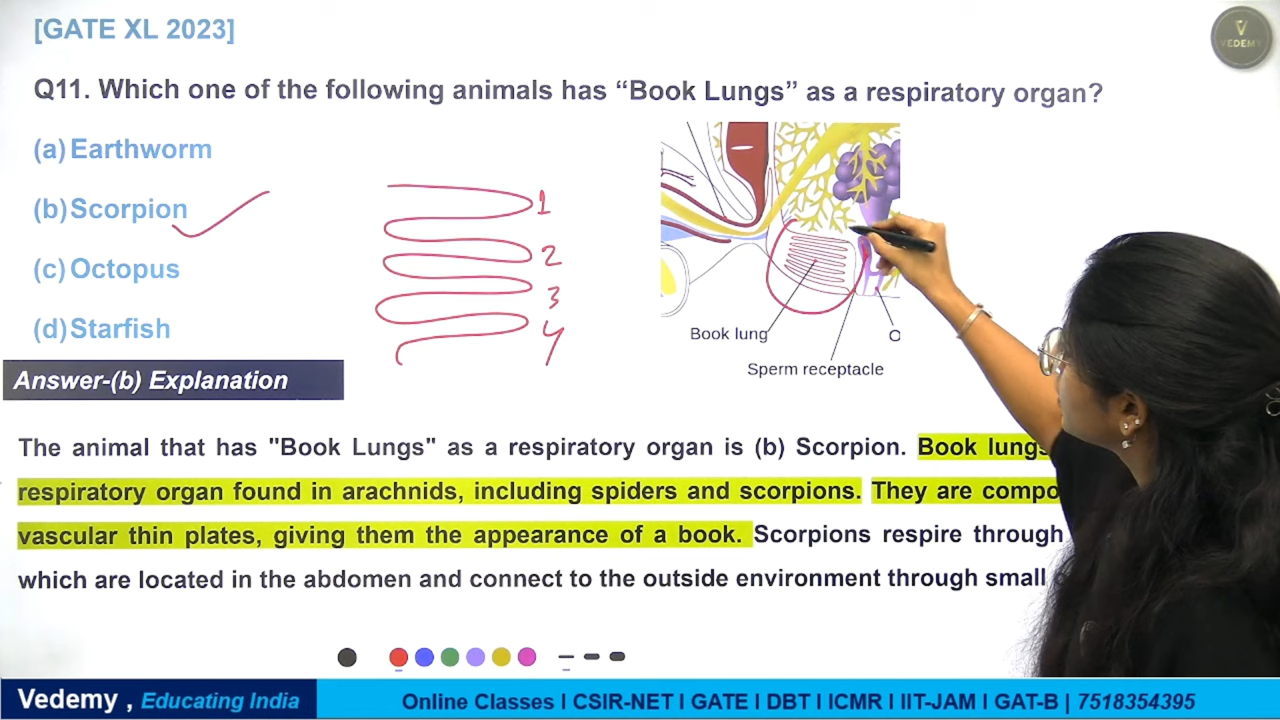 [GATE XL 2023]
VEDEMY
Q11. Which one of the following animals has “Book Lungs” as a respiratory organ?
(a) Earthworm
(b) Scorpion
(c) Octopus
(d) Starfish
1
2
3
4
Book lung
Sperm receptacle
Answer-(b) Explanation
The animal that has "Book Lungs" as a respiratory organ is (b) Scorpion. Book lungs
respiratory organ found in arachnids, including spiders and scorpions. They are
vascular thin plates, giving them the appearance of a book. Scorpions respire through
which are located in the abdomen and connect to the outside environment through small
Vedemy , Educating India
Online Classes I CSIR-NET I GATE I DBT I ICMR I IIT-JAM I GAT-B | 7518354395